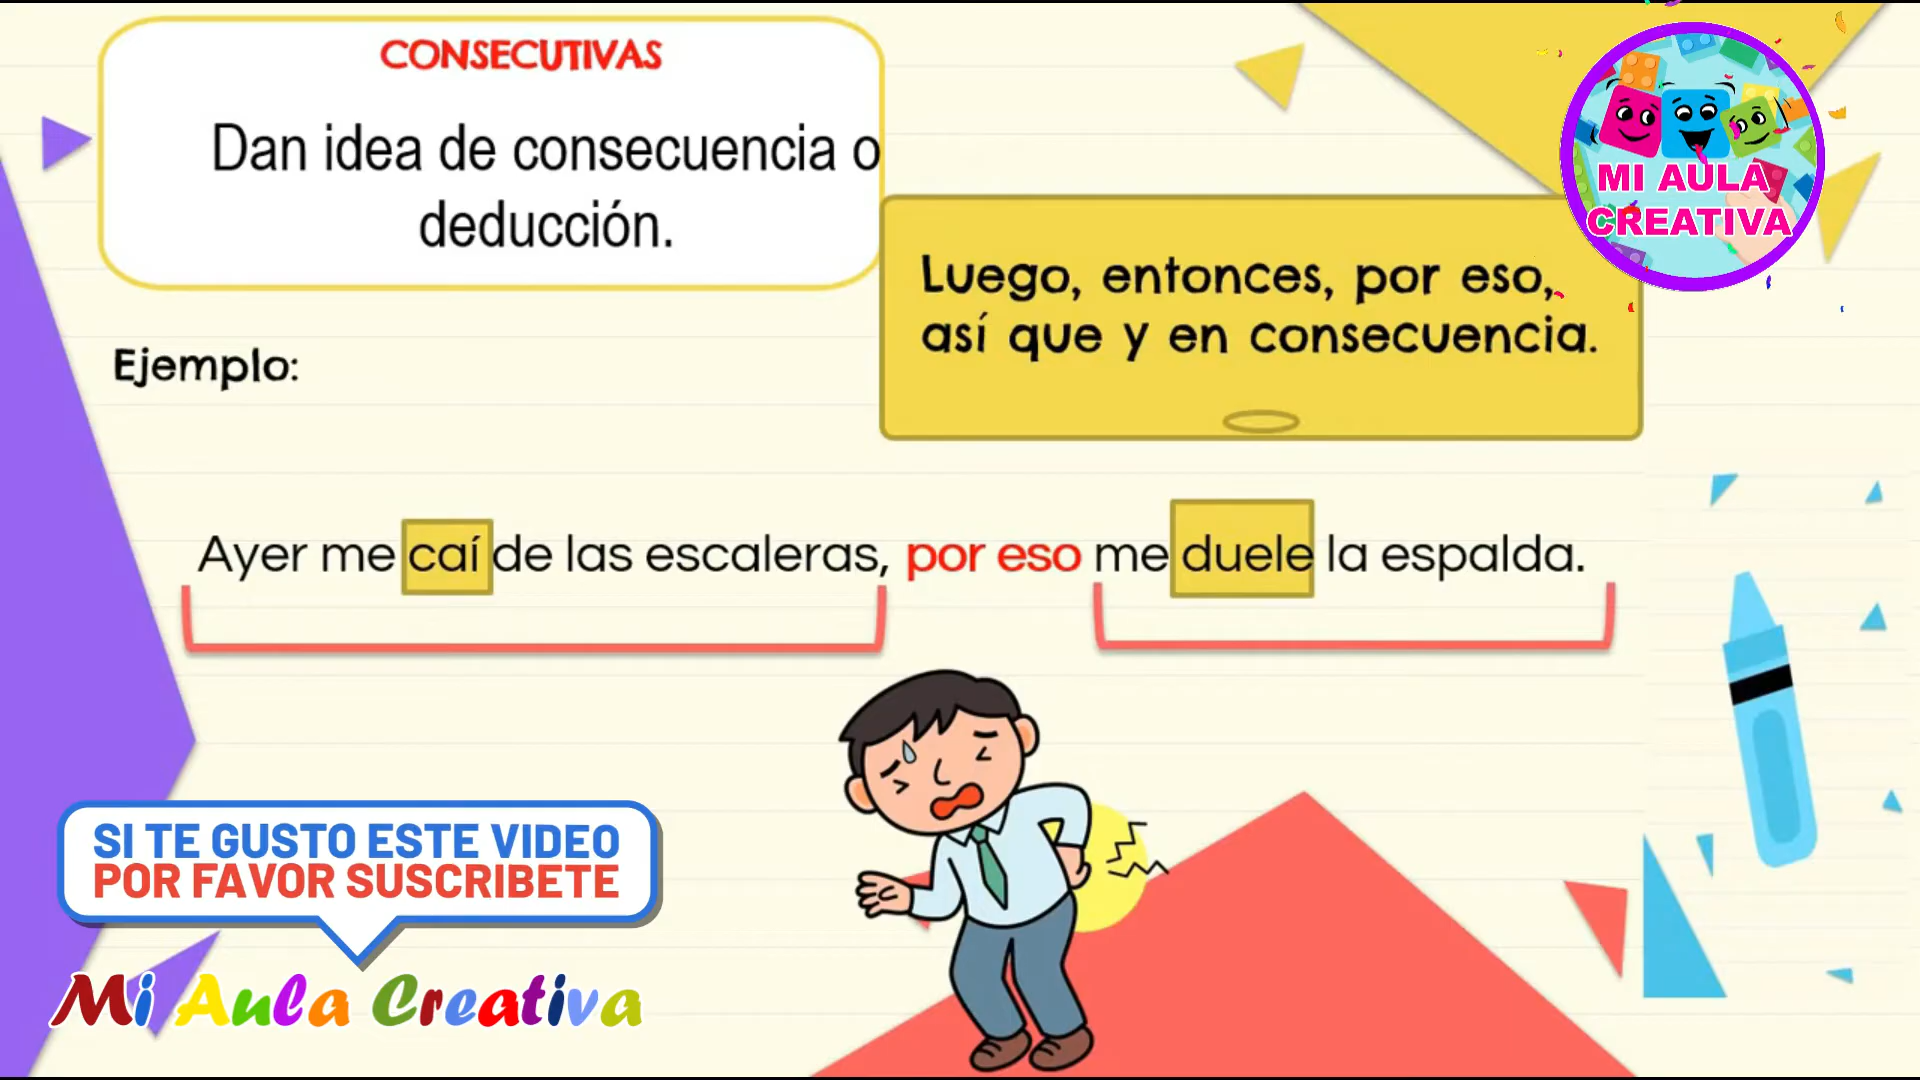 CONSECUTIVAS
Dan idea de consecuencia o
deducción.
MI AULA
CREATIVA
Luego, entonces, por eso,
así que y en consecuencia.
Ejemplo:
Ayer me caí de las escaleras, por eso me duele la espalda.
SI TE GUSTO ESTE VIDEO
POR FAVOR SUSCRIBETE
Mi Aula Creativa